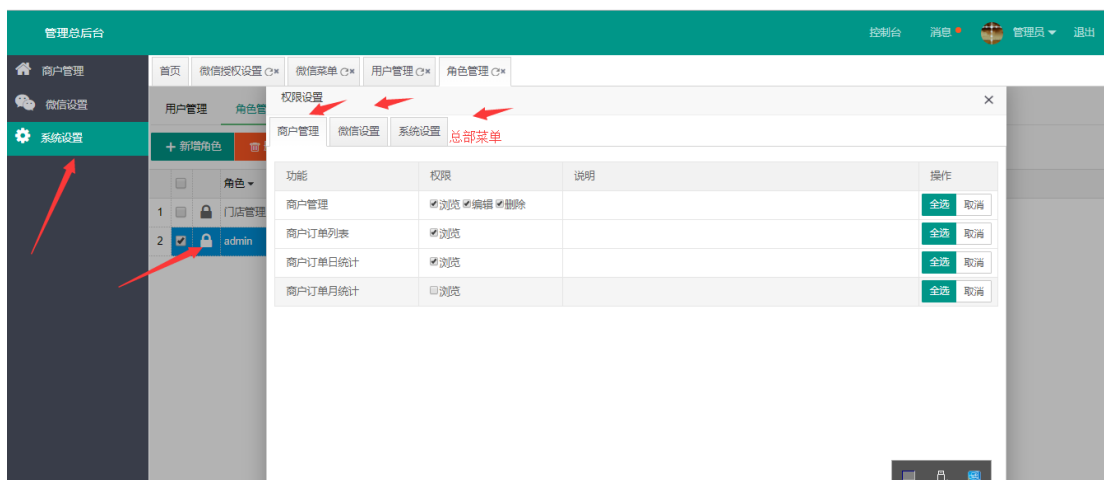 管理总后台 控制台 消息 管理员 退出
商户管理
微信设置
系统设置
首页 微信授权设置 微信菜单 用户管理 角色管理
用户管理 角色管
权限设置
商户管理 微信设置 系统设置 总部菜单
新增角色
功能 权限 说明 操作
角色
商户管理 浏览 编辑 删除 全选 取消
1 门店管理
商户订单列表 浏览 全选 取消
2 admin
商户订单日统计 浏览 全选 取消
商户订单月统计 浏览 全选 取消